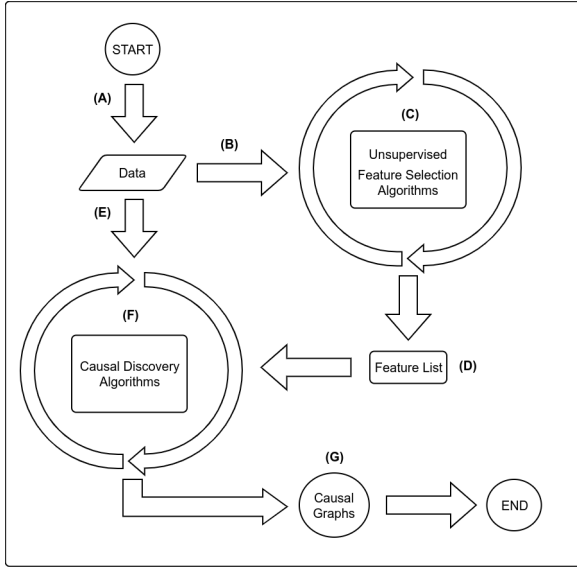 START
(A)
(B)
(C)
Unsupervised
Feature Selection
Algorithms
Data
(E)
(F)
Causal Discovery
Algorithms
Feature List
(D)
(G)
Causal
Graphs
END